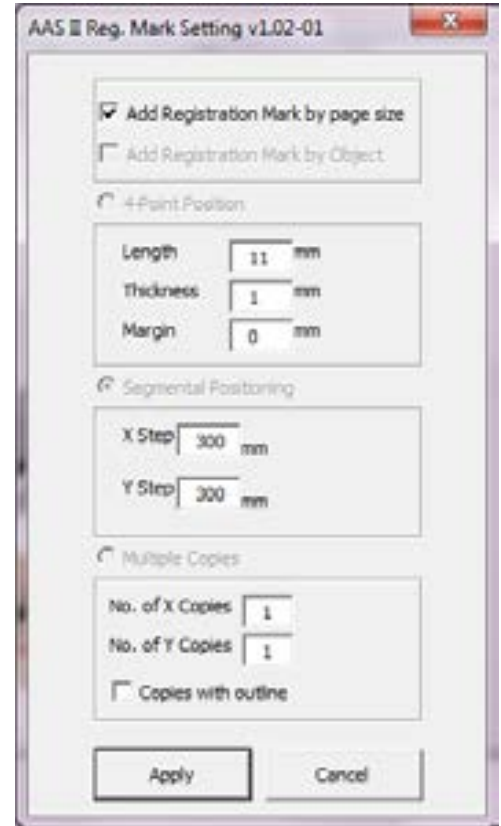 AAS II Reg. Mark Setting v1.02-01
Add Registration Mark by page size
Add Registration Mark by Object
4-Point Position
Length 11 mm
Thickness 1 mm
Margin 0 mm
Segmental Positioning
X Step 300 mm
Y Step 300 mm
Multiple Copies
No. of X Copies 1
No. of Y Copies 1
Copies with outline
Apply Cancel